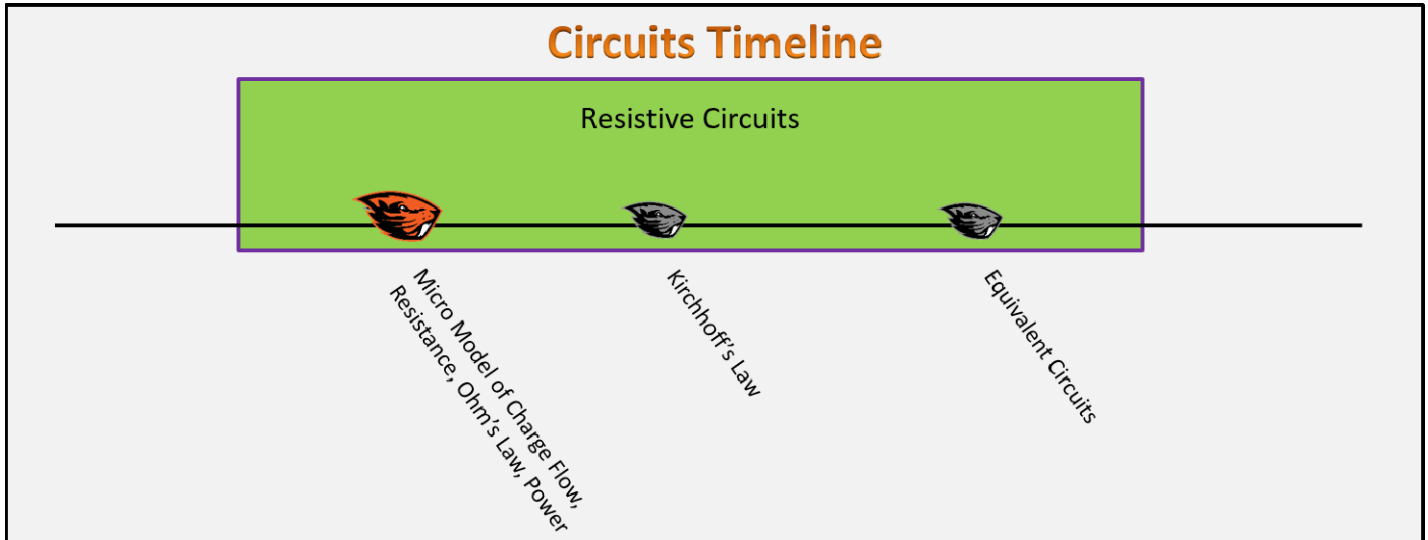 Circuits Timeline
Resistive Circuits
Micro Model of Charge Flow,
Resistance, Ohm's Law, Power
Kirchhoff's Law
Equivalent Circuits